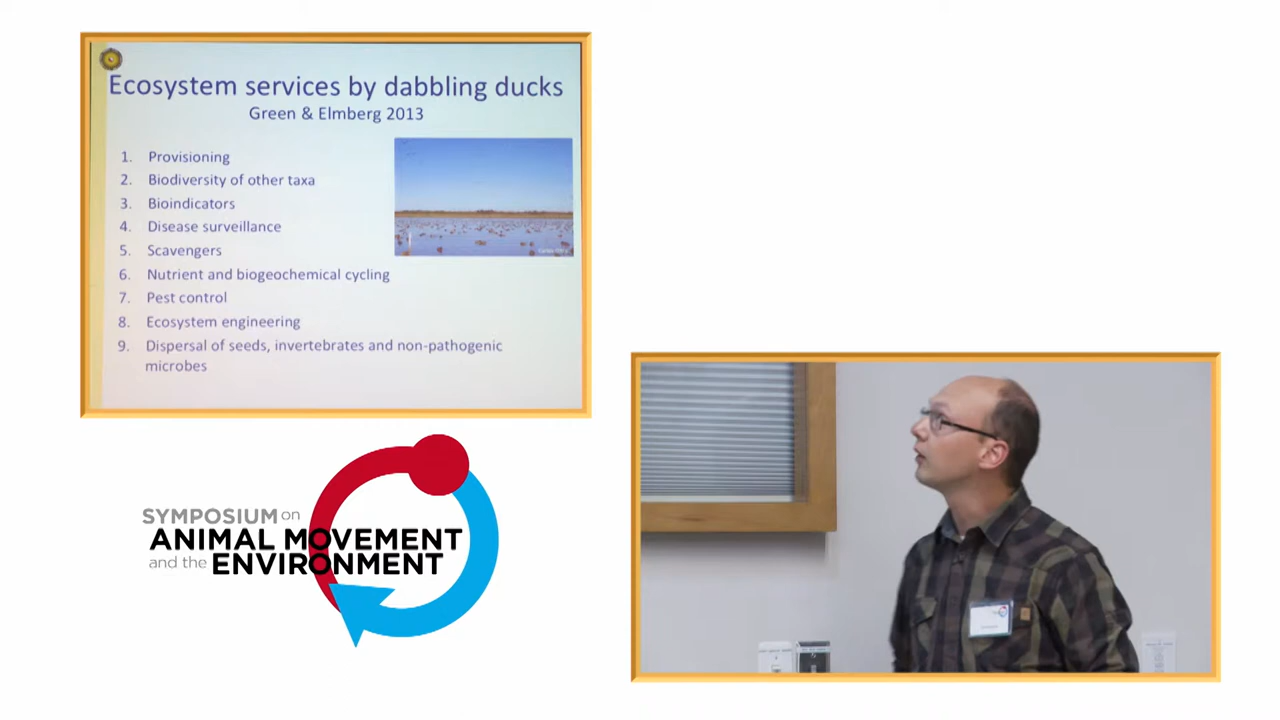 Ecosystem services by dabbling ducks
Green & Elmberg 2013
1. Provisioning
2. Biodiversity of other taxa
3. Bioindicators
4. Disease surveillance
5. Scavengers
6. Nutrient and biogeochemical cycling
7. Pest control
8. Ecosystem engineering
9. Dispersal of seeds, invertebrates and non-pathogenic
microbes
SYMPOSIUM on
ANIMAL MOVEMENT
and the ENVIRONMENT